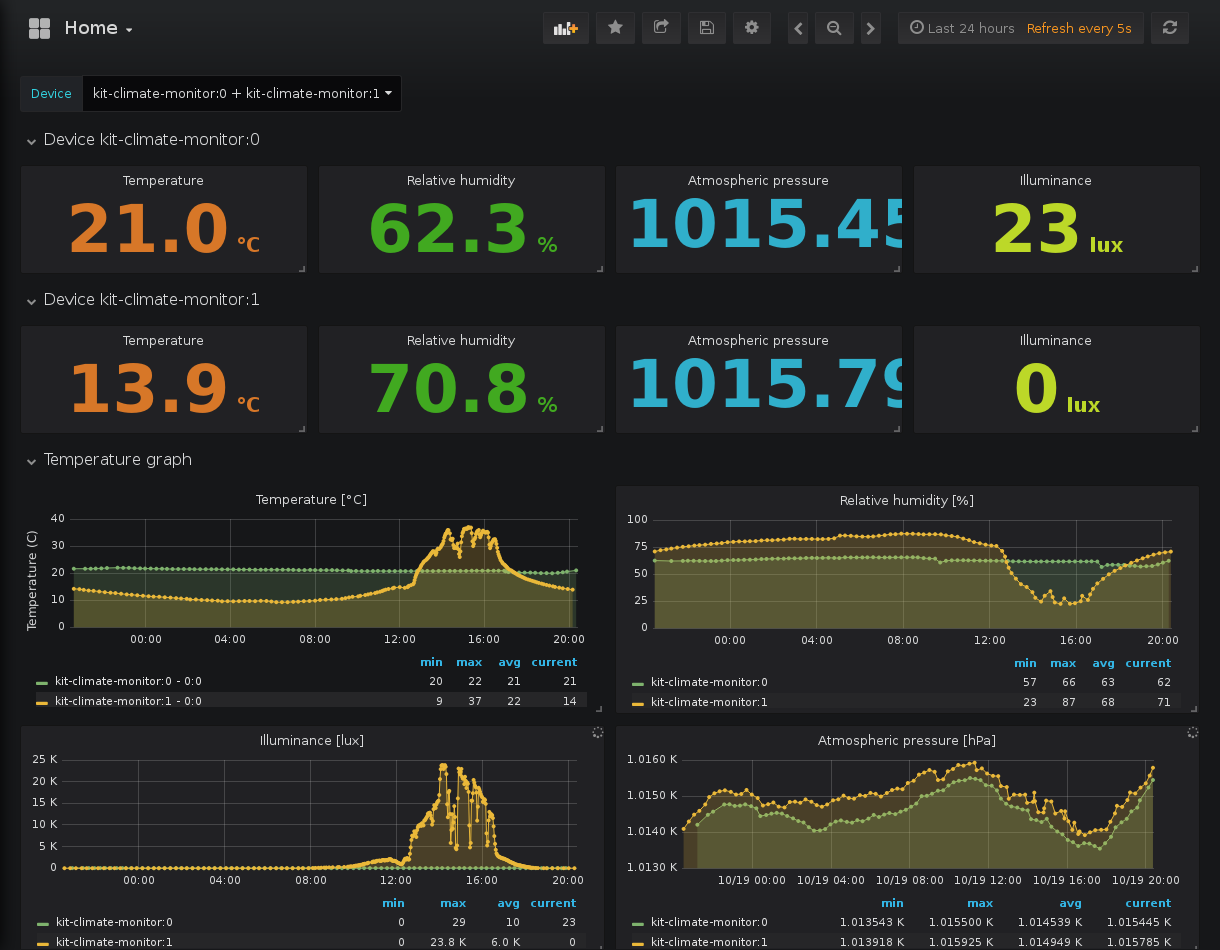 Home
Last 24 hours Refresh every 5s
Device kit-climate-monitor:0 + kit-climate-monitor:1
Device kit-climate-monitor:0
Temperature Relative humidity Atmospheric pressure Illuminance
21.0 °C 62.3 % 1015.45 23 lux
Device kit-climate-monitor:1
Temperature Relative humidity Atmospheric pressure Illuminance
13.9 °C 70.8 % 1015.79 0 lux
Temperature graph
Temperature [°C]
Temperature (C)
40
30
20
10
0
00:00 04:00 08:00 12:00 16:00 20:00
min max avg current
kit-climate-monitor:0 - 0:0 20 22 21 21
kit-climate-monitor:1 - 0:0 9 37 22 14
Relative humidity [%]
100
75
50
25
0
00:00 04:00 08:00 12:00 16:00 20:00
min max avg current
kit-climate-monitor:0 57 66 63 62
kit-climate-monitor:1 23 87 68 71
Illuminance [lux]
25 K
20 K
15 K
10 K
5 K
0
00:00 04:00 08:00 12:00 16:00 20:00
min max avg current
kit-climate-monitor:0 0 29 10 23
kit-climate-monitor:1 0 23.8 K 6.0 K 0
Atmospheric pressure [hPa]
1.0160 K
1.0150 K
1.0140 K
1.0130 K
10/19 00:00 10/19 04:00 10/19 08:00 10/19 12:00 10/19 16:00 10/19 20:00
min max avg current
kit-climate-monitor:0 1.013543 K 1.015500 K 1.014539 K 1.015445 K
kit-climate-monitor:1 1.013918 K 1.015925 K 1.014949 K 1.015785 K